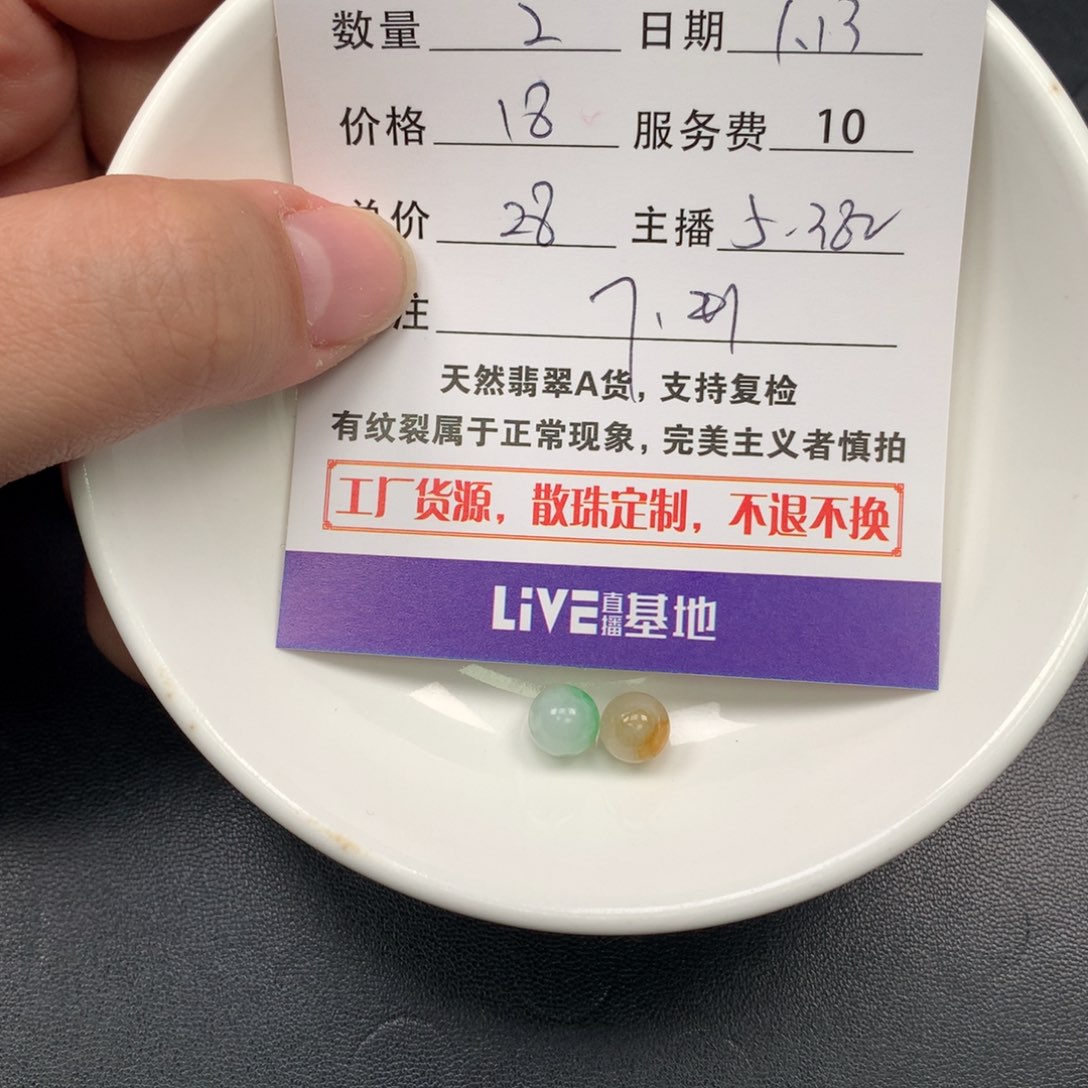 数量 2 日期 1.13
价格 18 服务费 10
价 28 主播 5.382
注
天然翡翠A货，支持复检
有纹裂属于正常现象，完美主义者慎拍
工厂货源，散珠定制，不退不换
LiVE直播基地